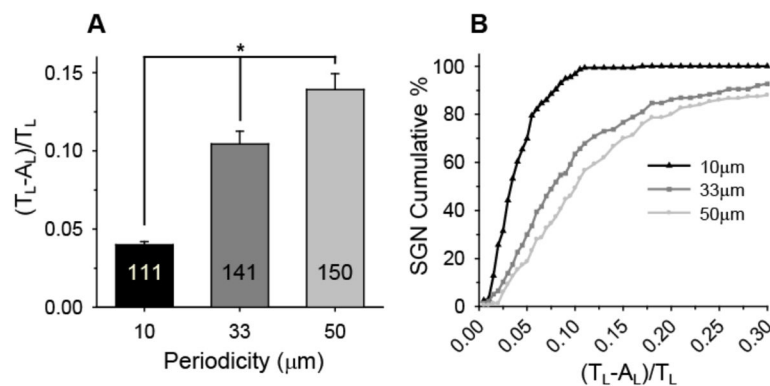 A
*
0.15
0.10
0.05
0.00
(T_L-A_L)/T_L
111
141
150
10
33
50
Periodicity (μm)
B
100
80
60
40
20
0
SGN Cumulative %
10μm
33μm
50μm
0.00
0.05
0.10
0.15
0.20
0.25
0.30
(T_L-A_L)/T_L